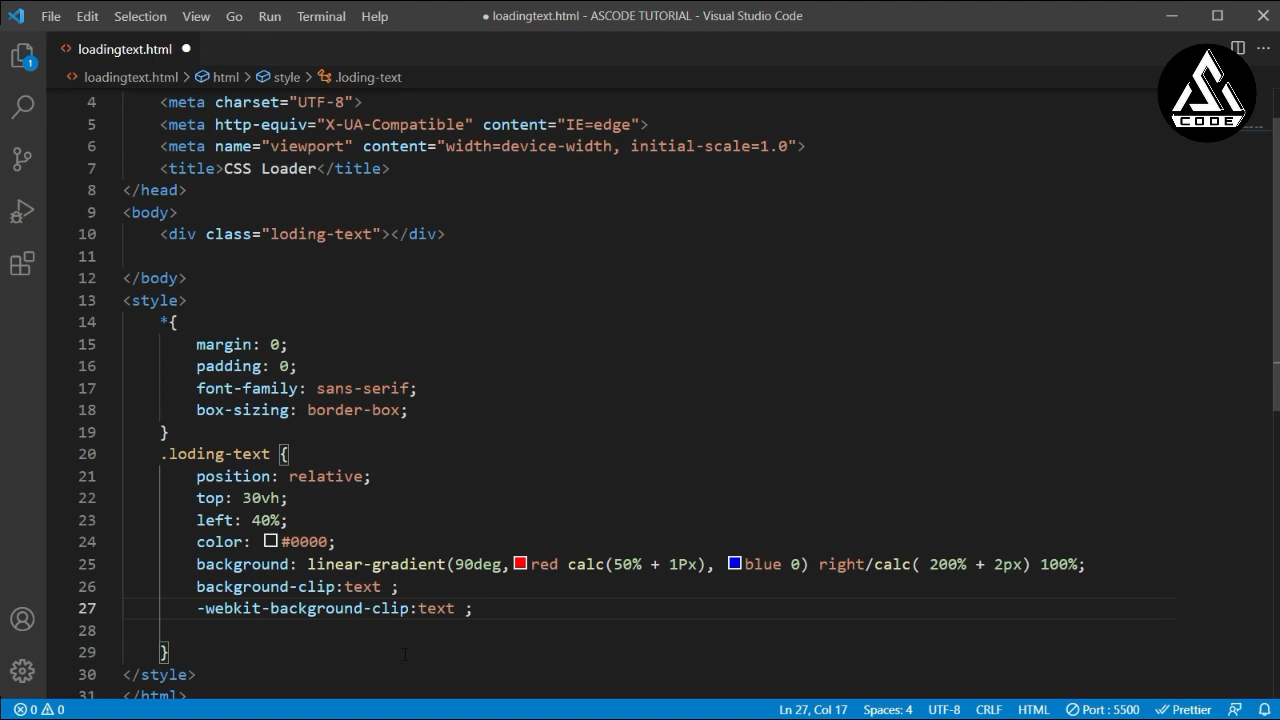 File Edit Selection View Go Run Terminal Help ● loadingtext.html - ASCODE TUTORIAL - Visual Studio Code
loadingtext.html
loadingtext.html > html > style > .loding-text
CODE
1
4 <meta charset="UTF-8">
5 <meta http-equiv="X-UA-Compatible" content="IE=edge">
6 <meta name="viewport" content="width=device-width, initial-scale=1.0">
7 <title>CSS Loader</title>
8 </head>
9 <body>
10 <div class="loding-text"></div>
11
12 </body>
13 <style>
14 *{
15 margin: 0;
16 padding: 0;
17 font-family: sans-serif;
18 box-sizing: border-box;
19 }
20 .loding-text {
21 position: relative;
22 top: 30vh;
23 left: 40%;
24 color: #0000;
25 background: linear-gradient(90deg,red calc(50% + 1Px), blue 0) right/calc( 200% + 2px) 100%;
26 background-clip:text ;
27 -webkit-background-clip:text ;
28
29 }
30 </style>
31 </html>
0 0 Ln 27, Col 17 Spaces: 4 UTF-8 CRLF HTML Port : 5500 Prettier